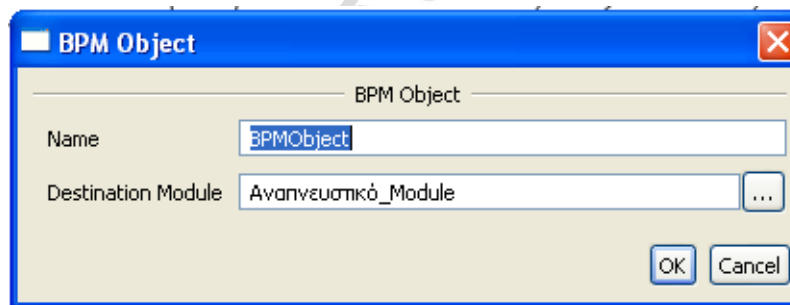 BPM Object
BPM Object
Name BPMObject
Destination Module Αναπνευστικό_Module ...
OK Cancel